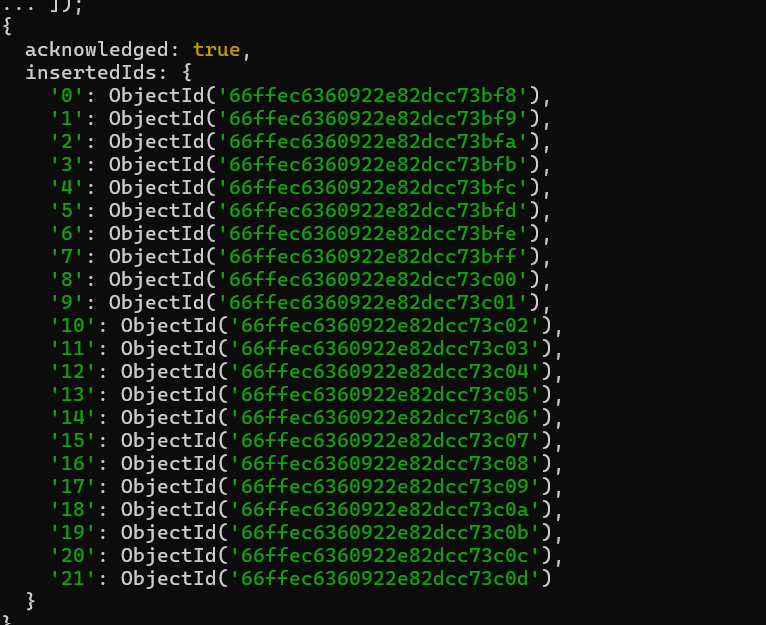 ... ]);
{
  acknowledged: true,
  insertedIds: {
    '0': ObjectId('66ffec6360922e82dcc73bf8'),
    '1': ObjectId('66ffec6360922e82dcc73bf9'),
    '2': ObjectId('66ffec6360922e82dcc73bfa'),
    '3': ObjectId('66ffec6360922e82dcc73bfb'),
    '4': ObjectId('66ffec6360922e82dcc73bfc'),
    '5': ObjectId('66ffec6360922e82dcc73bfd'),
    '6': ObjectId('66ffec6360922e82dcc73bfe'),
    '7': ObjectId('66ffec6360922e82dcc73bff'),
    '8': ObjectId('66ffec6360922e82dcc73c00'),
    '9': ObjectId('66ffec6360922e82dcc73c01'),
    '10': ObjectId('66ffec6360922e82dcc73c02'),
    '11': ObjectId('66ffec6360922e82dcc73c03'),
    '12': ObjectId('66ffec6360922e82dcc73c04'),
    '13': ObjectId('66ffec6360922e82dcc73c05'),
    '14': ObjectId('66ffec6360922e82dcc73c06'),
    '15': ObjectId('66ffec6360922e82dcc73c07'),
    '16': ObjectId('66ffec6360922e82dcc73c08'),
    '17': ObjectId('66ffec6360922e82dcc73c09'),
    '18': ObjectId('66ffec6360922e82dcc73c0a'),
    '19': ObjectId('66ffec6360922e82dcc73c0b'),
    '20': ObjectId('66ffec6360922e82dcc73c0c'),
    '21': ObjectId('66ffec6360922e82dcc73c0d')
  }
}